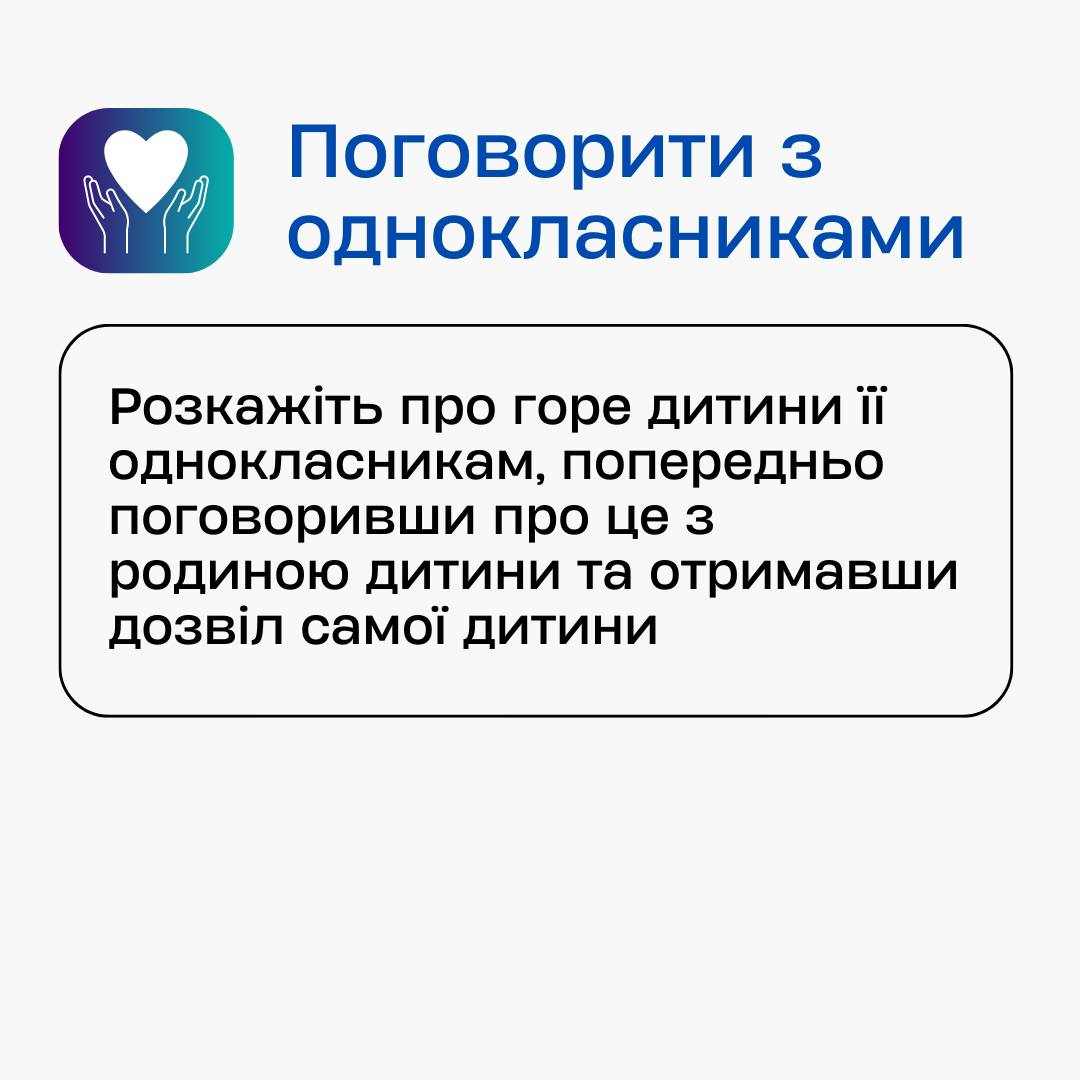 Поговорити з
однокласниками
Розкажіть про горе дитини її
однокласникам, попередньо
поговоривши про це з
родиною дитини та отримавши
дозвіл самої дитини